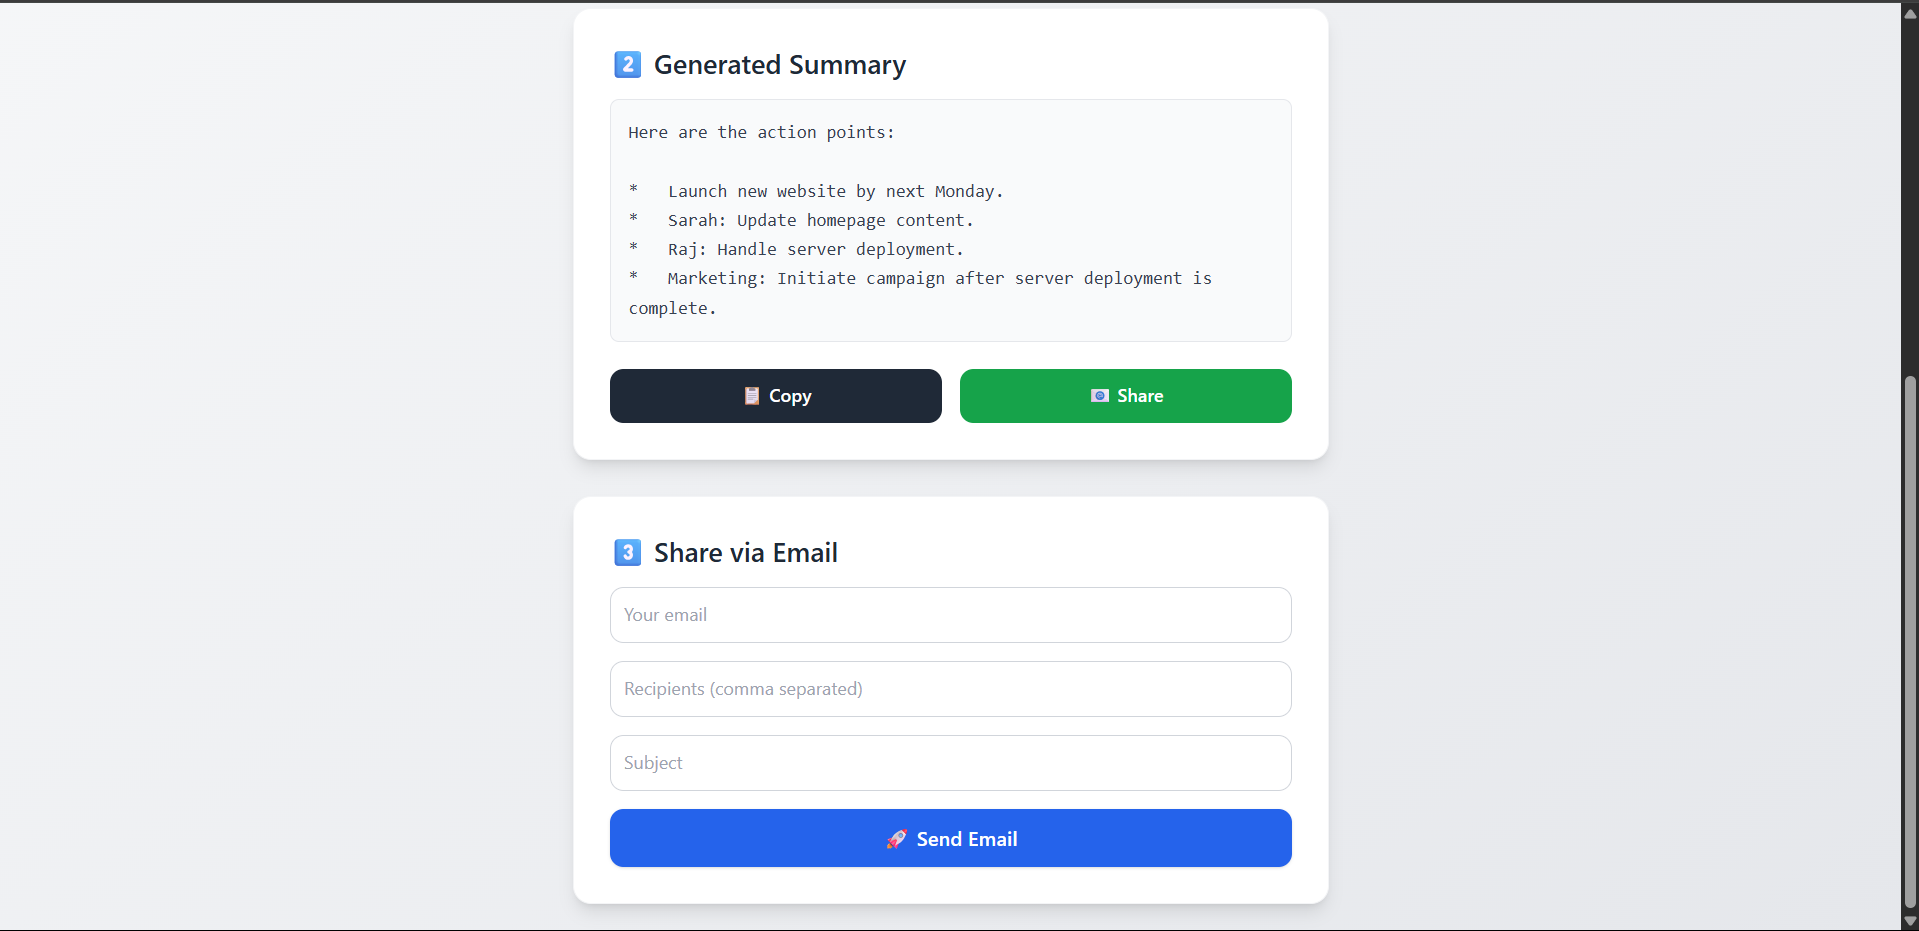 2 Generated Summary
Here are the action points:
*   Launch new website by next Monday.
*   Sarah: Update homepage content.
*   Raj: Handle server deployment.
*   Marketing: Initiate campaign after server deployment is
complete.
Copy
Share
3 Share via Email
Your email
Recipients (comma separated)
Subject
Send Email